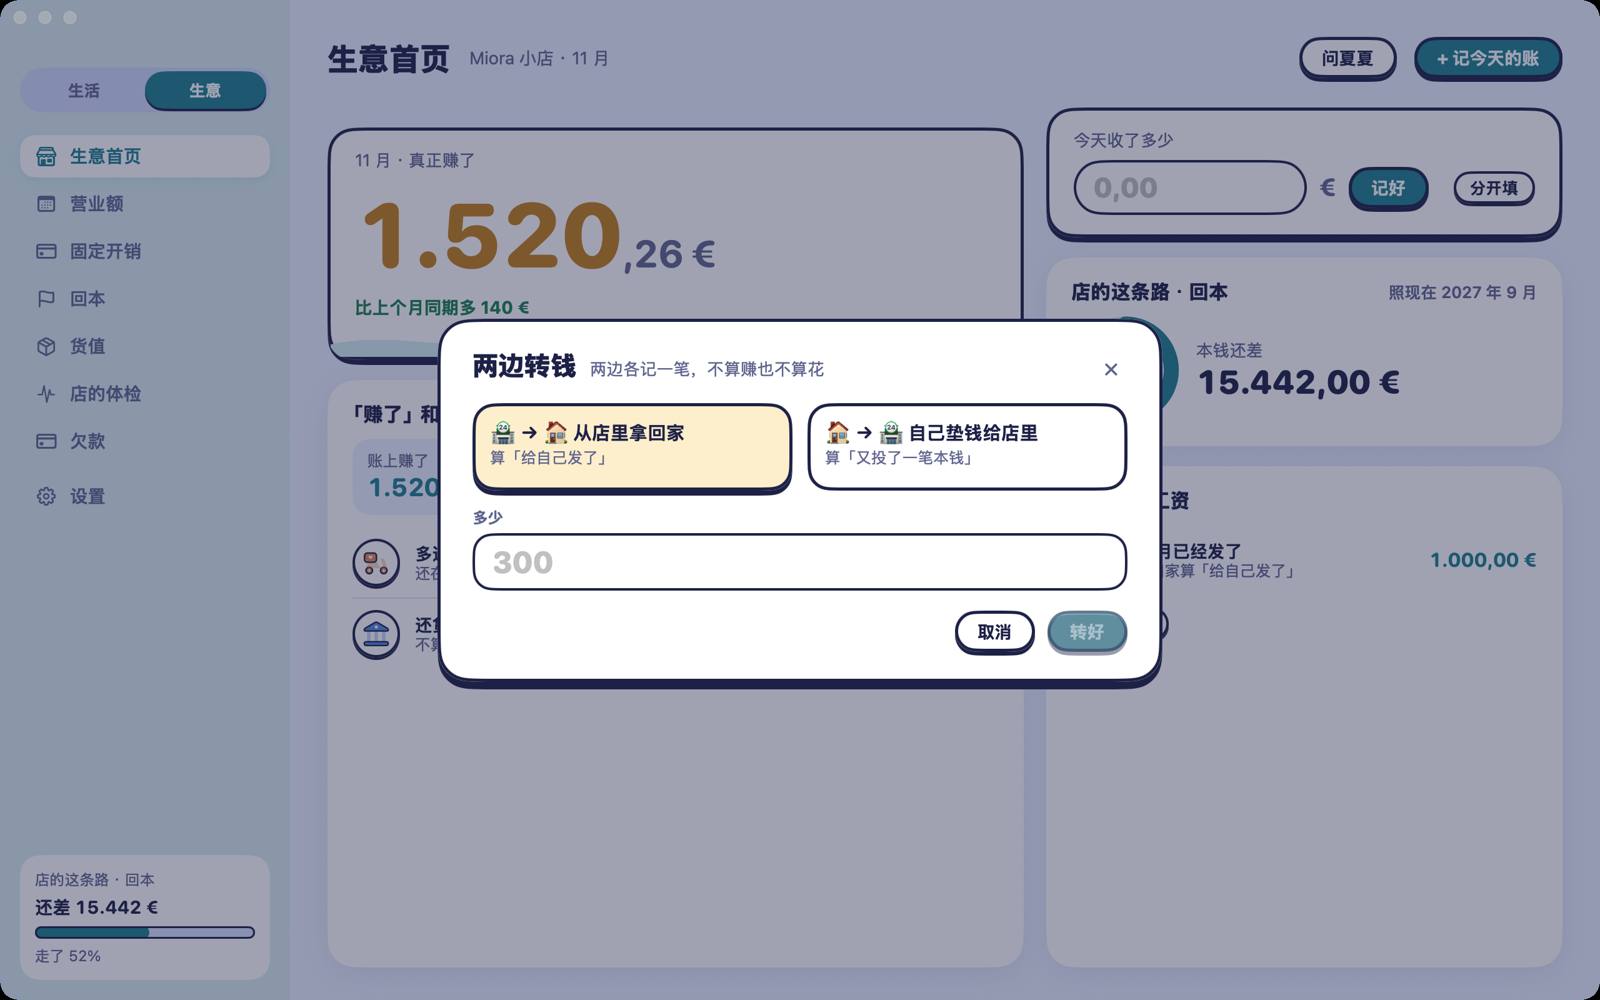 生活
生意
生意首页
营业额
固定开销
回本
货值
店的体检
欠款
设置
店的这条路 · 回本
还差 15.442 €
走了 52%
生意首页
Miora 小店 · 11 月
问夏夏
+ 记今天的账
11 月 · 真正赚了
1.520,26 €
比上个月同期多 140 €
今天收了多少
0,00
€
记好
分开填
店的这条路 · 回本
照现在 2027 年 9 月
本钱还差
15.442,00 €
「赚了」和
账上赚了
1.520
还在
不算
两边转钱
两边各记一笔，不算赚也不算花
×
24
→
从店里拿回家
算「给自己发了」
→
24
自己垫钱给店里
算「又投了一笔本钱」
多少
300
取消
转好
工资
月已经发了
家算「给自己发了」
1.000,00 €